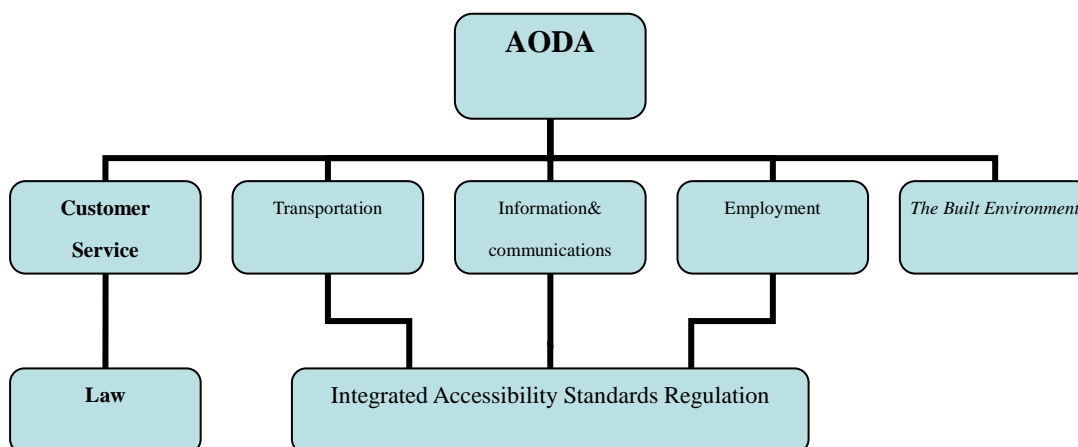 AODA
Customer
Service
Transportation
Information&
communications
Employment
The Built Environment
Law
Integrated Accessibility Standards Regulation